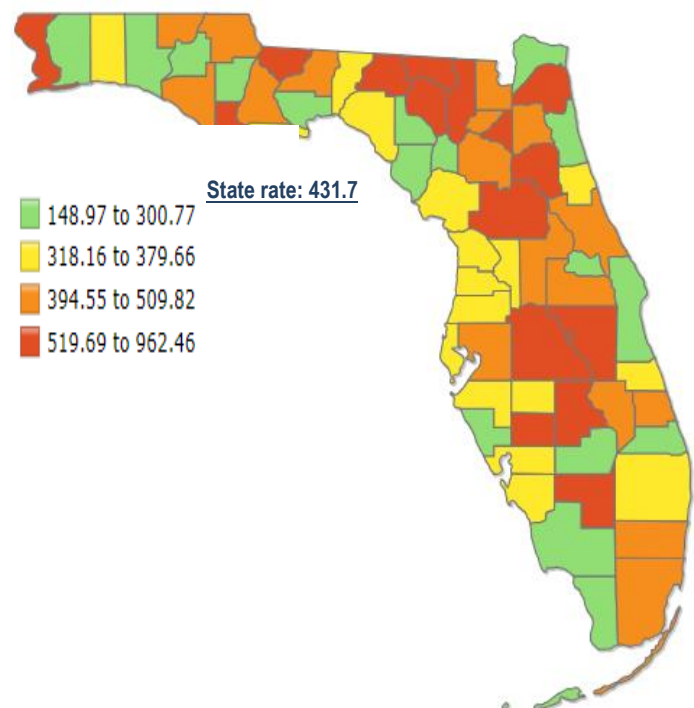 State rate: 431.7
148.97 to 300.77
318.16 to 379.66
394.55 to 509.82
519.69 to 962.46